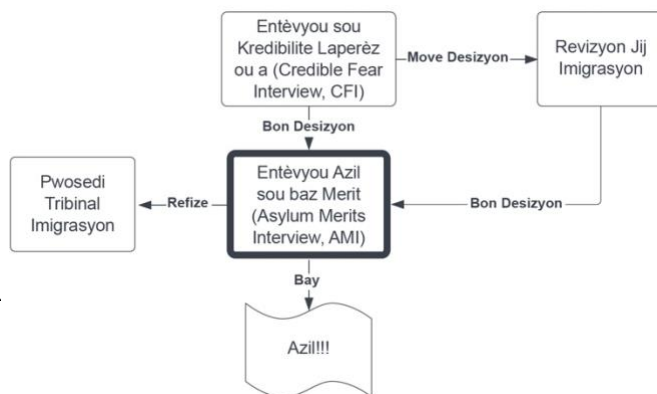 Entèvyou sou
Kredibilite Laperèz
ou a (Credible Fear
Interview, CFI)
Move Desizyon
Revizyon Jij
Imigrasyon
Bon Desizyon
Pwosedi
Tribinal
Imigrasyon
Refize
Entèvyou Azil
sou baz Merit
(Asylum Merits
Interview, AMI)
Bon Desizyon
Bay
Azil!!!